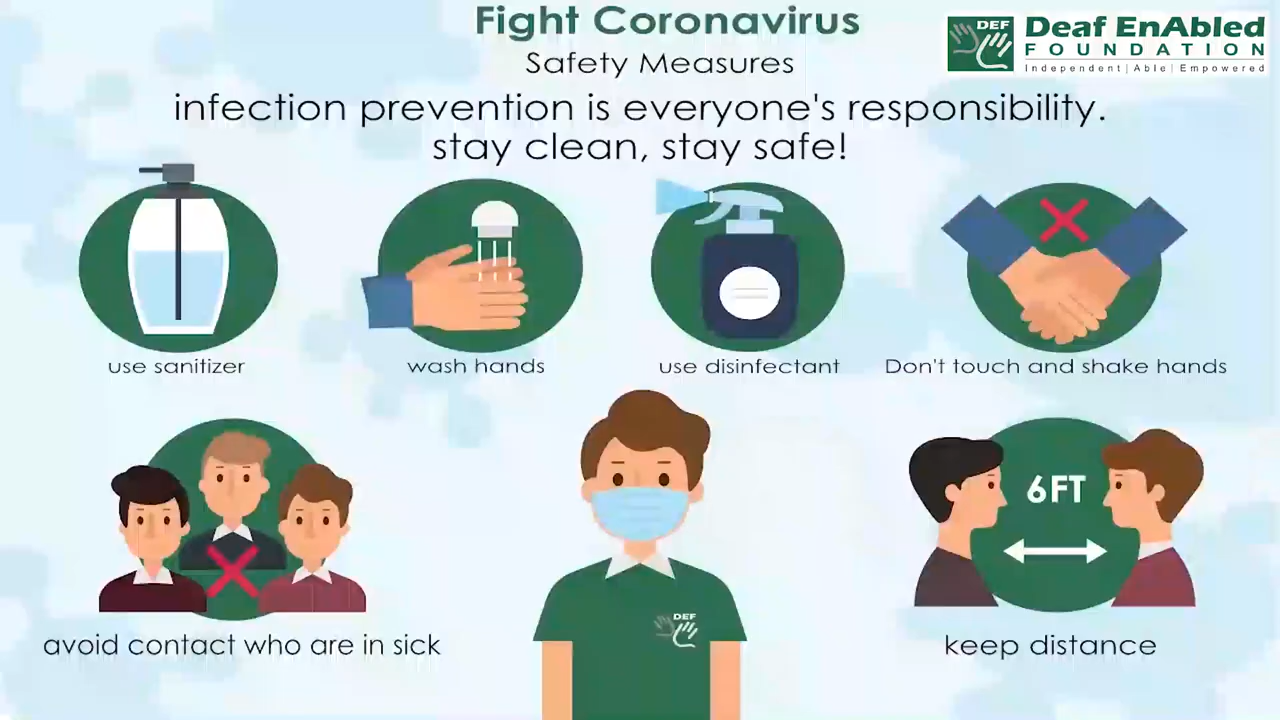 Fight Coronavirus
Safety Measures
DEF
Deaf EnAbled
FOUNDATION
Independent | Able | Empowered
infection prevention is everyone's responsibility.
stay clean, stay safe!
use sanitizer
wash hands
use disinfectant
Don't touch and shake hands
6FT
DEF
avoid contact who are in sick
keep distance